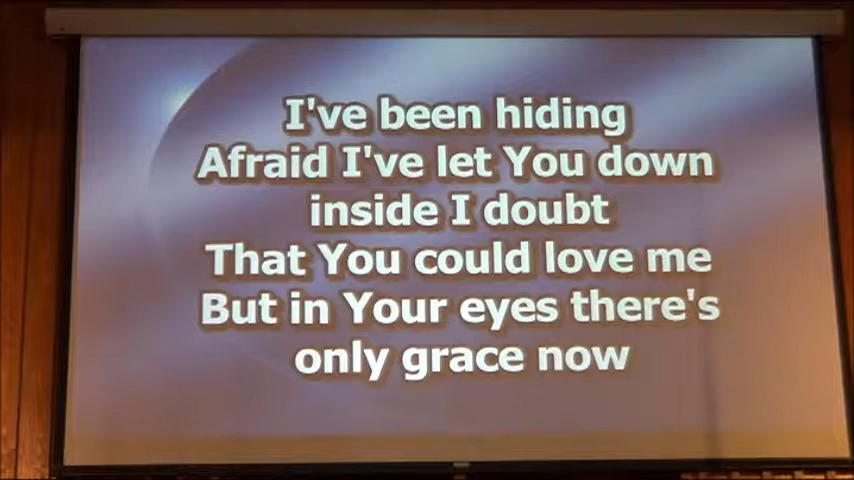 I've been hiding
Afraid I've let You down
inside I doubt
That You could love me
But in Your eyes there's
only grace now